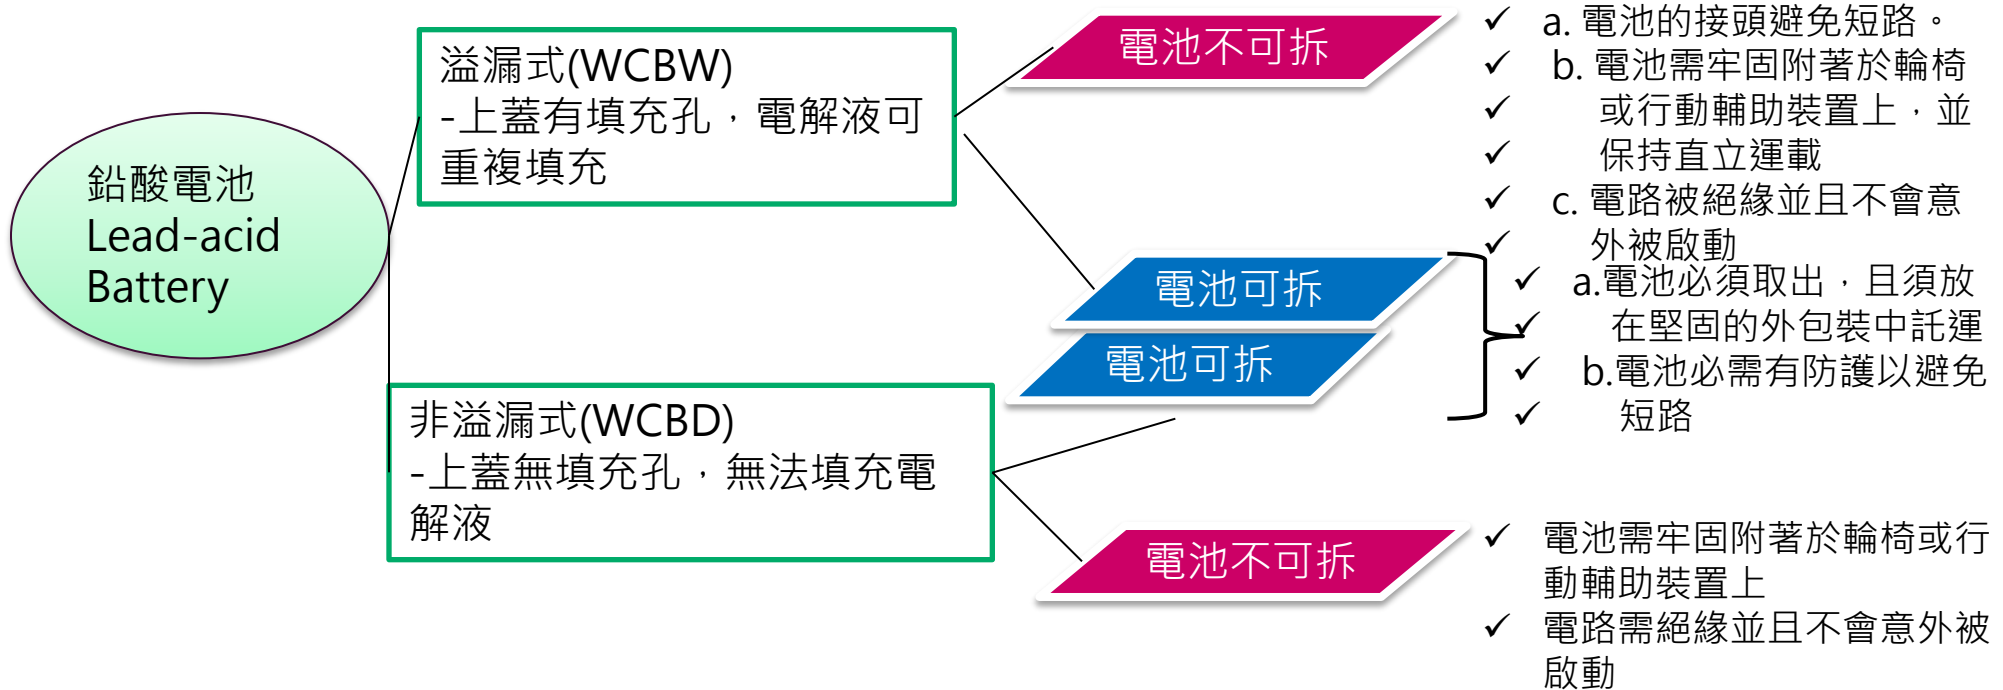 鉛酸電池
Lead-acid
Battery
溢漏式(WCBW)
-上蓋有填充孔，電解液可
重複填充
非溢漏式(WCBD)
-上蓋無填充孔，無法填充電
解液
電池不可拆
✓ a. 電池的接頭避免短路。
✓ b. 電池需牢固附著於輪椅
✓ 或行動輔助裝置上，並
✓ 保持直立運載
✓ c. 電路被絕緣並且不會意
✓ 外被啟動
電池可拆
電池可拆
✓ a.電池必須取出，且須放
✓ 在堅固的外包裝中託運
✓ b.電池必需有防護以避免
✓ 短路
電池不可拆
✓ 電池需牢固附著於輪椅或行
動輔助裝置上
✓ 電路需絕緣並且不會意外被
啟動